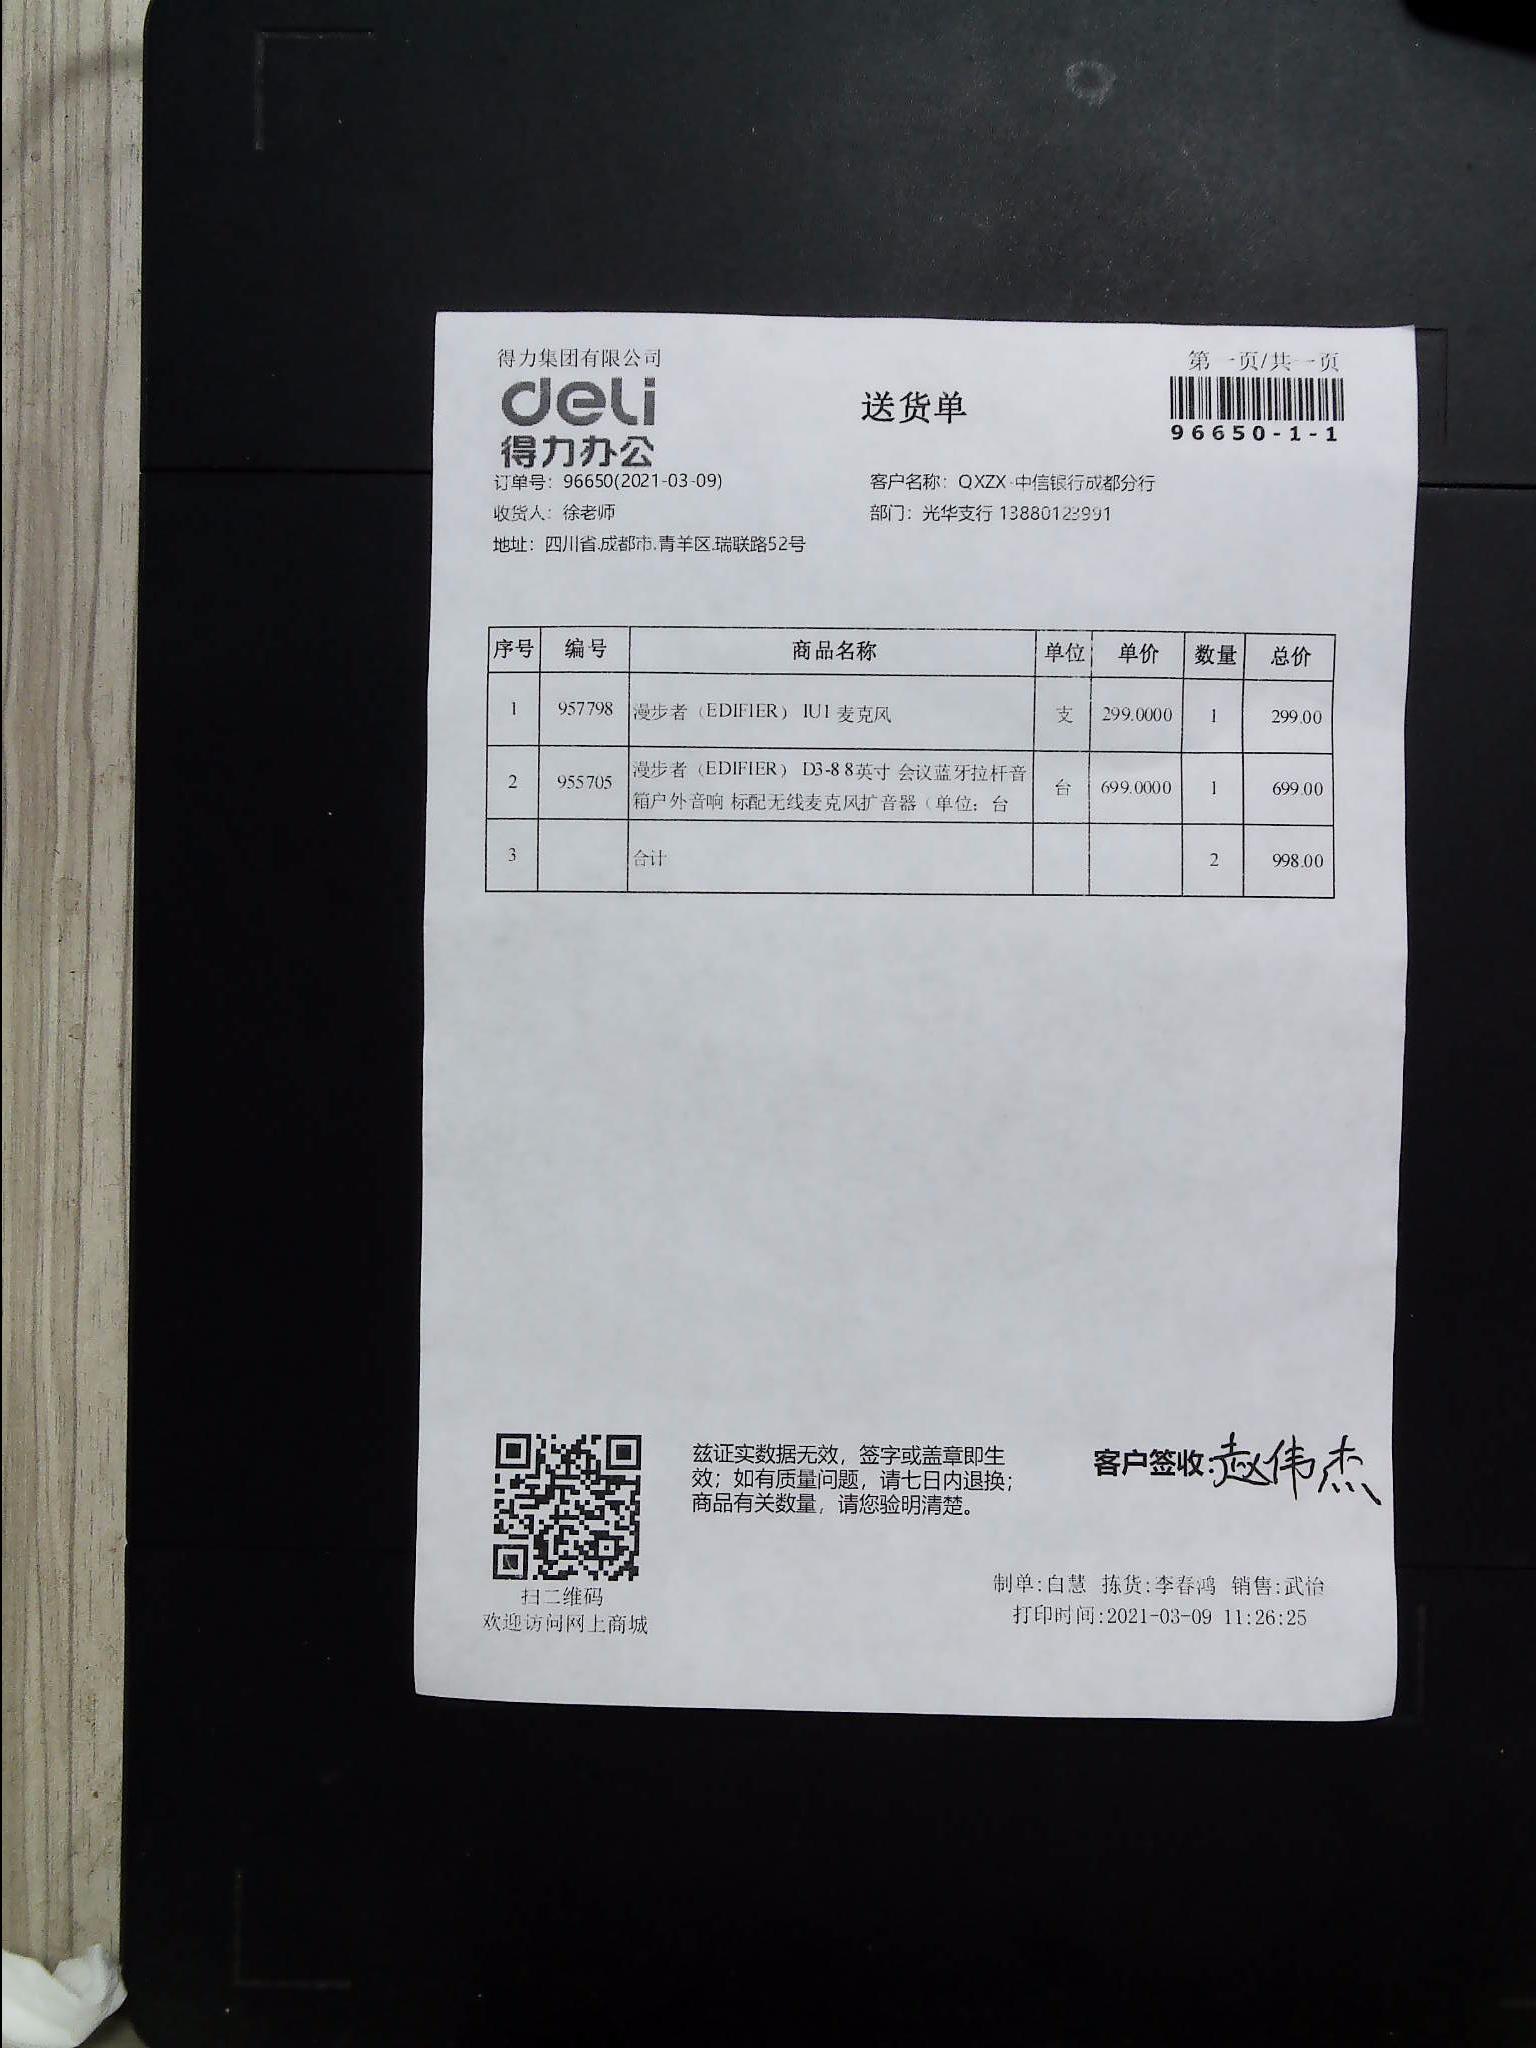 得力集团有限公司
第一页/共一页
deli
得力办公
送货单
96650-1-1
订单号：96650(2021-03-09)
客户名称：QXZX-中信银行成都分行
收货人：徐老师
部门：光华支行 13880123991
地址：四川省.成都市.青羊区.瑞联路52号
序号 编号 商品名称 单位 单价 数量 总价
1 957798 漫步者（EDIFIER） IU1 麦克风 支 299.0000 1 299.00
2 955705 漫步者（EDIFIER） D3-8 8英寸 会议蓝牙拉杆音
箱户外音响 标配无线麦克风扩音器（单位：台 台 699.0000 1 699.00
3 合计 2 998.00
兹证实数据无效，签字或盖章即生
效；如有质量问题，请七日内退换；
商品有关数量，请您验明清楚。
客户签收:赵伟杰
扫二维码
欢迎访问网上商城
制单:白慧 拣货:李春鸿 销售:武怡
打印时间:2021-03-09 11:26:25